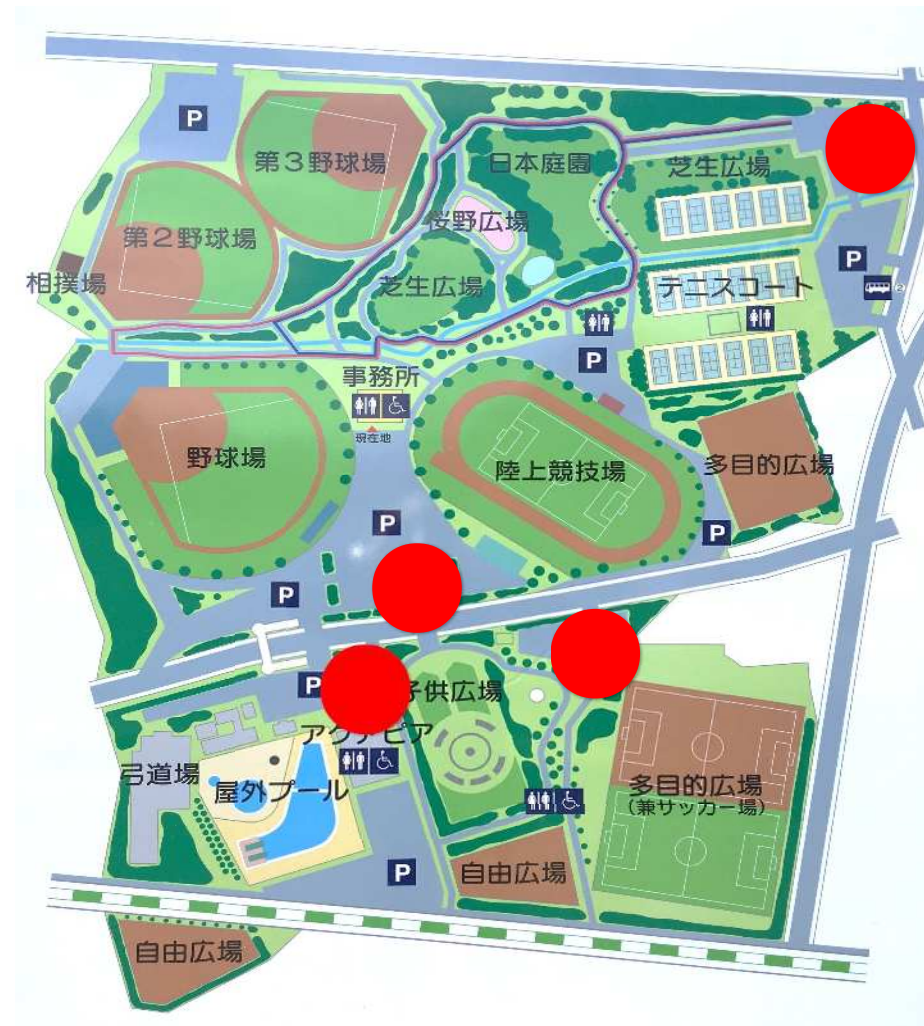 P
第3野球場
日本庭園
芝生広場
桜野広場
第2野球場
相撲場
芝生広場
P
②
テニスコート
P
事務所
現在地
野球場
陸上競技場
多目的広場
P
P
P
P
子供広場
アクアピア
弓道場
屋外プール
多目的広場
(兼サッカー場)
P
自由広場
自由広場